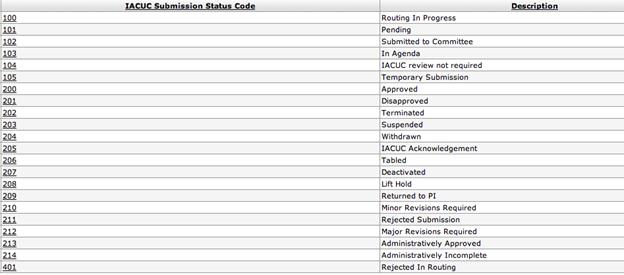 IACUC Submission Status Code Description
100 Routing In Progress
101 Pending
102 Submitted to Committee
103 In Agenda
104 IACUC review not required
105 Temporary Submission
200 Approved
201 Disapproved
202 Terminated
203 Suspended
204 Withdrawn
205 IACUC Acknowledgement
206 Tabled
207 Deactivated
208 Lift Hold
209 Returned to PI
210 Minor Revisions Required
211 Rejected Submission
212 Major Revisions Required
213 Administratively Approved
214 Administratively Incomplete
401 Rejected In Routing